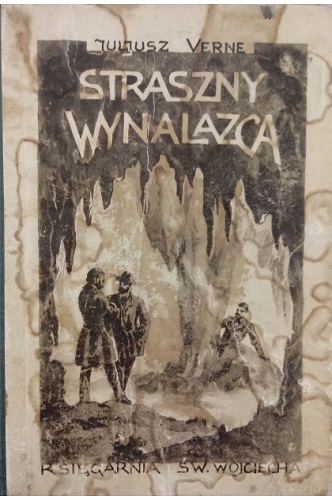 JULJUSZ VERNE
STRASZNY
WYNALAZCA
KSIĘGARNIA ŚW. WOJCIECHA